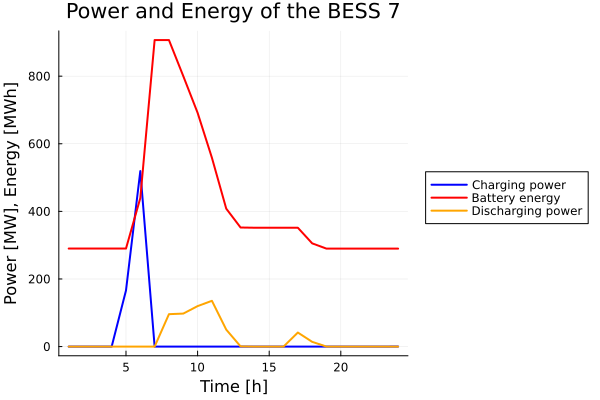 Power and Energy of the BESS 7
Power [MW], Energy [MWh]
800
600
400
200
0
5
10
15
20
Time [h]
Charging power
Battery energy
Discharging power